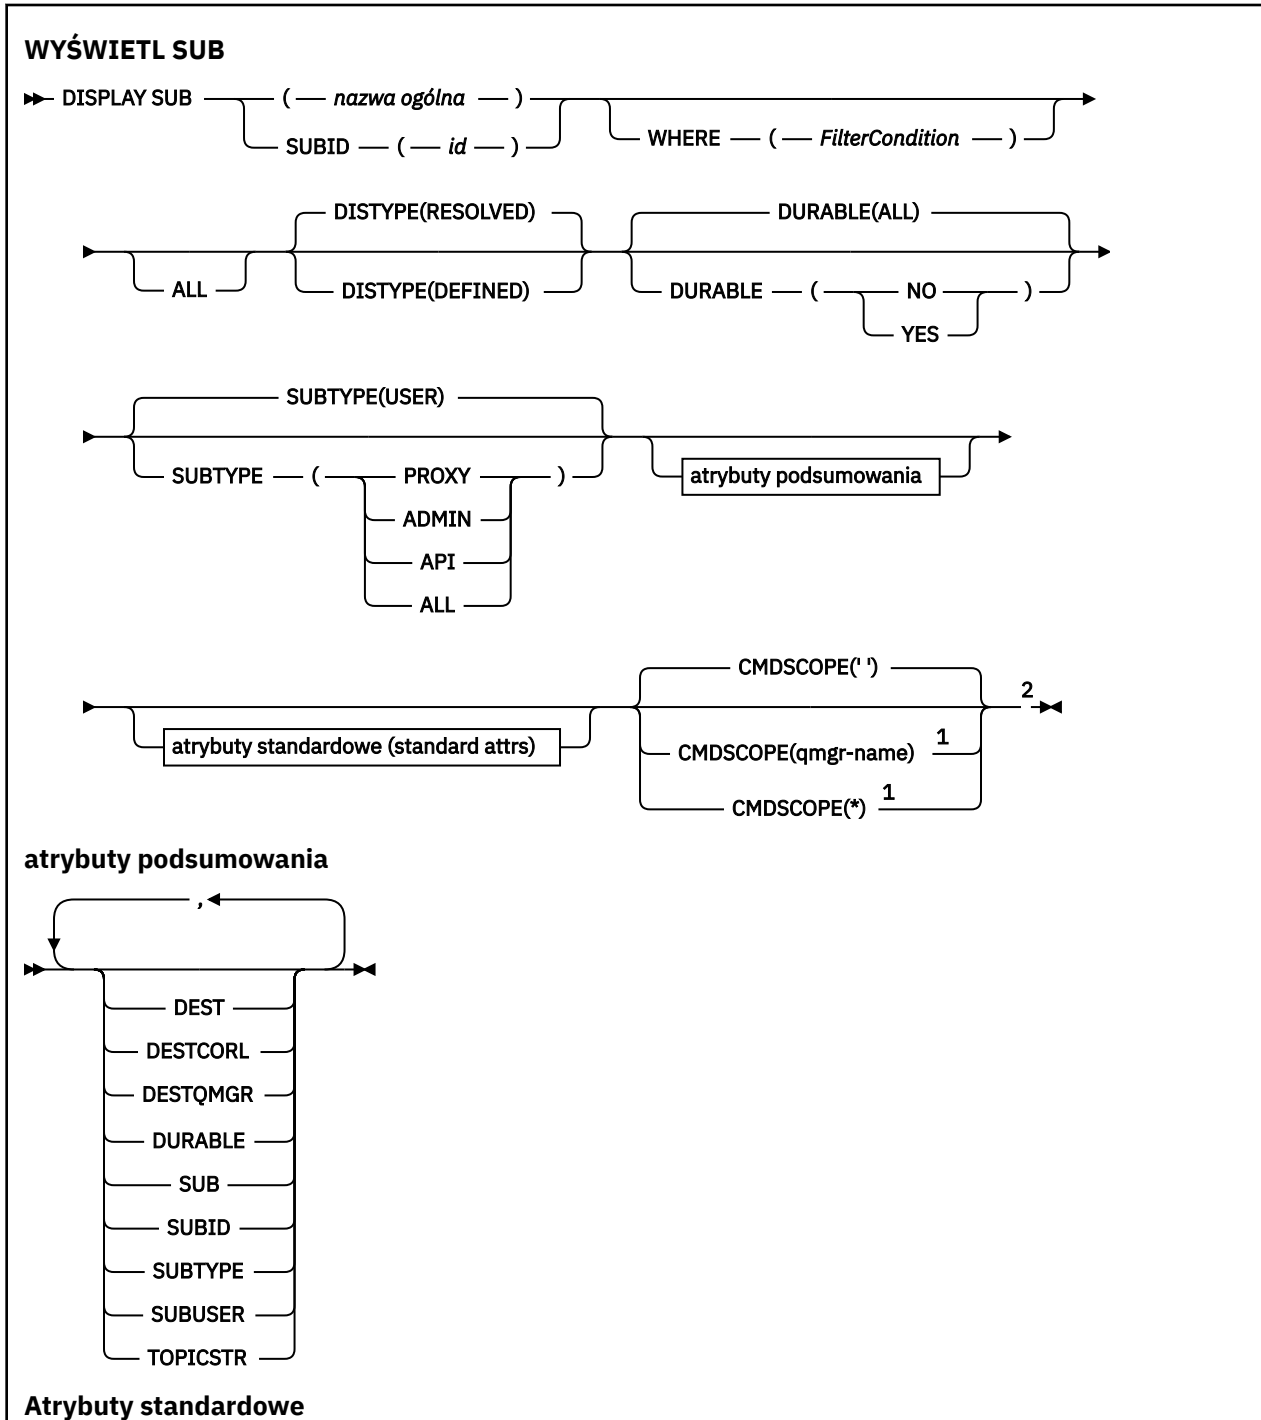 WYŚWIETL SUB
DISPLAY SUB ( nazwa ogólna )
SUBID ( id )
WHERE ( FilterCondition )
DISTYPE(RESOLVED) DURABLE(ALL)
ALL DISTYPE(DEFINED) DURABLE ( NO )
YES
SUBTYPE(USER)
SUBTYPE ( PROXY ) atrybuty podsumowania
ADMIN
API
ALL
CMDSCOPE(' ')
2
atrybuty standardowe (standard attrs) CMDSCOPE(qmgr-name) 1
CMDSCOPE(*) 1
atrybuty podsumowania
,
DEST
DESTCORL
DESTQMGR
DURABLE
SUB
SUBID
SUBTYPE
SUBUSER
TOPICSTR
Atrybuty standardowe